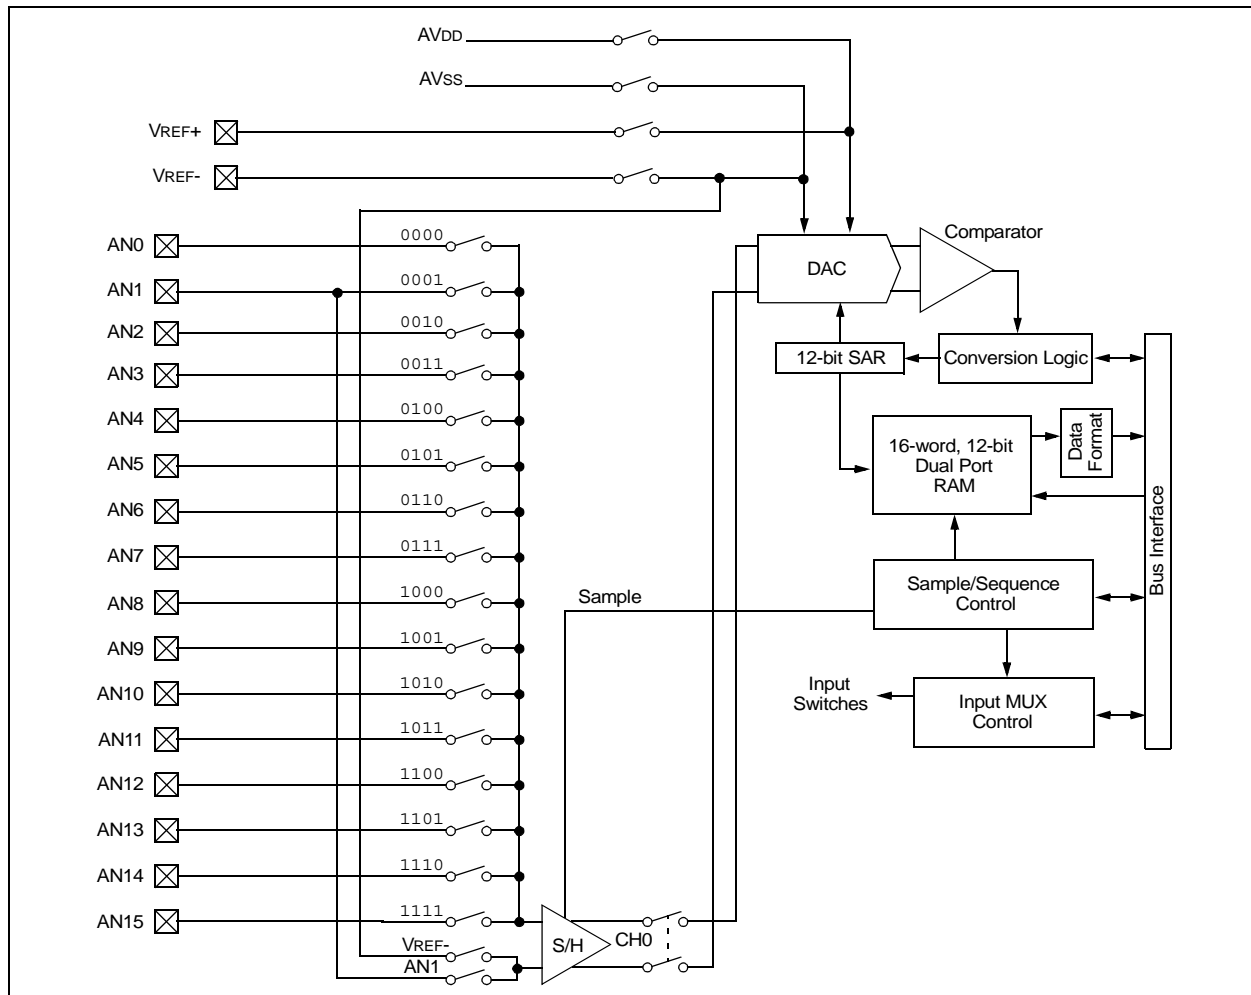 AVDD
AVSS
VREF+
VREF-
AN0
0000
AN1
0001
AN2
0010
AN3
0011
AN4
0100
AN5
0101
AN6
0110
AN7
0111
AN8
1000
AN9
1001
AN10
1010
AN11
1011
AN12
1100
AN13
1101
AN14
1110
AN15
1111
VREF-
AN1
S/H
CH0
DAC
Comparator
12-bit SAR
Conversion Logic
16-word, 12-bit
Dual Port
RAM
Data
Format
Bus Interface
Sample
Sample/Sequence
Control
Input
Switches
Input MUX
Control